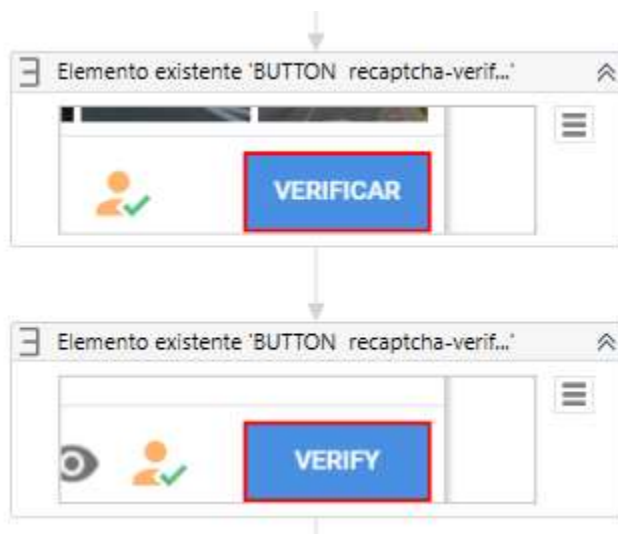 Elemento existente 'BUTTON recaptcha-verif...'
VERIFICAR
Elemento existente 'BUTTON recaptcha-verif...'
VERIFY